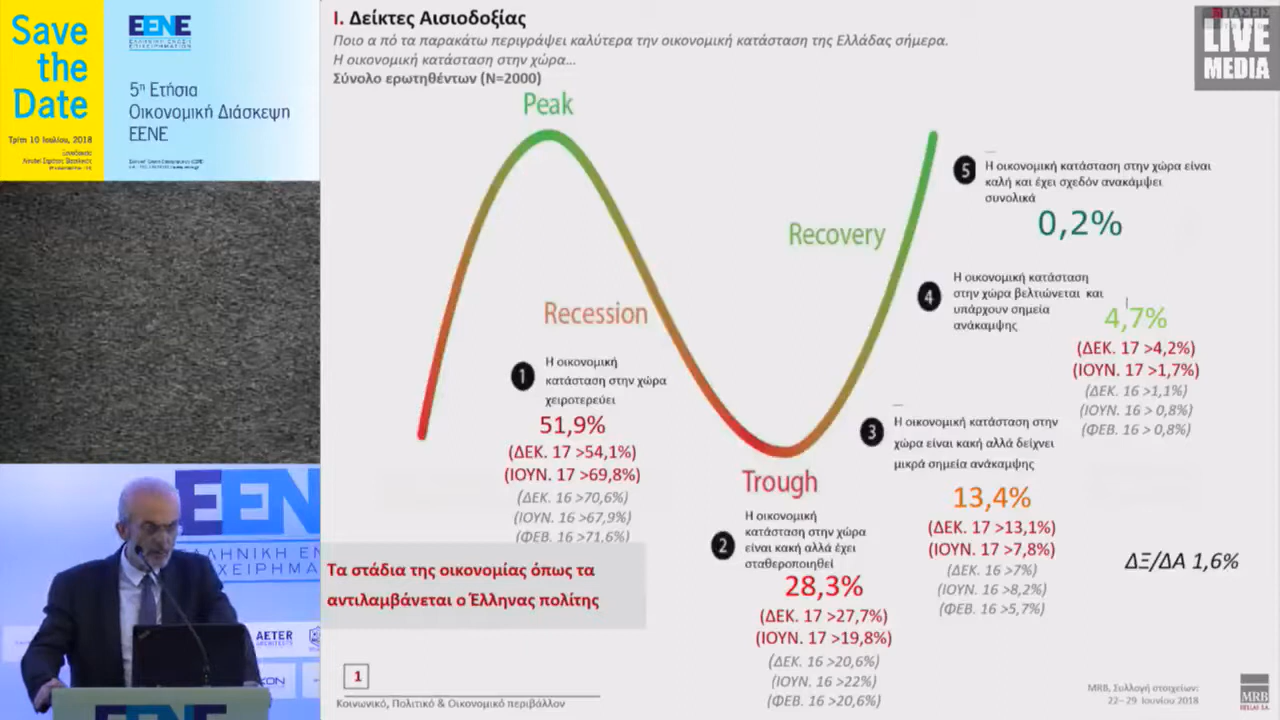 Save
the
Date
Τρίτη 10 Ιουλίου, 2018
ΕΕΝΕ
5η Ετήσια
Οικονομική Διάσκεψη
ΕΕΝΕ
I. Δείκτες Αισιοδοξίας
Ποιο α πό τα παρακάτω περιγράψει καλύτερα την οικονομική κατάσταση της Ελλάδας σήμερα.
Η οικονομική κατάσταση στην χώρα...
Σύνολο ερωτηθέντων (N=2000)
ΤΑΣΕΙΣ
LIVE
MEDIA
Peak
Recession
Trough
Recovery
1
Η οικονομική
κατάσταση στην χώρα
χειροτερεύει
51,9%
(ΔΕΚ. 17 >54,1%)
(ΙΟΥΝ. 17 >69,8%)
(ΔΕΚ. 16 >70,6%)
(ΙΟΥΝ. 16 >67,9%)
(ΦΕΒ. 16 >71,6%)
2
Η οικονομική
κατάσταση στην χώρα
είναι κακή αλλά έχει
σταθεροποιηθεί
28,3%
(ΔΕΚ. 17 >27,7%)
(ΙΟΥΝ. 17 >19,8%)
(ΔΕΚ. 16 >20,6%)
(ΙΟΥΝ. 16 >22%)
(ΦΕΒ. 16 >20,6%)
3
Η οικονομική κατάσταση στην
χώρα είναι κακή αλλά δείχνει
μικρά σημεία ανάκαμψης
13,4%
(ΔΕΚ. 17 >13,1%)
(ΙΟΥΝ. 17 >7,8%)
(ΔΕΚ. 16 >7%)
(ΙΟΥΝ. 16 >8,2%)
(ΦΕΒ. 16 >5,7%)
4
Η οικονομική κατάσταση
στην χώρα βελτιώνεται και
υπάρχουν σημεία
ανάκαμψης
4,7%
(ΔΕΚ. 17 >4,2%)
(ΙΟΥΝ. 17 >1,7%)
(ΔΕΚ. 16 >1,1%)
(ΙΟΥΝ. 16 > 0,8%)
(ΦΕΒ. 16 > 0,8%)
5
Η οικονομική κατάσταση στην χώρα είναι
καλή και έχει σχεδόν ανακάμψει
συνολικά
0,2%
ΔΞ/ΔΑ 1,6%
Τα στάδια της οικονομίας όπως τα
αντιλαμβάνεται ο Έλληνας πολίτης
1
Κοινωνικό, Πολιτικό & Οικονομικό περιβάλλον
MRB, Συλλογή στοιχείων:
22–29 Ιουνίου 2018
MRB
EEN
ΛΗΝΙΚΗ ΕΝ
ΧΕΙΡΗΜΑ
AETER
EENE